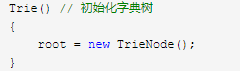 Trie() // 初始化字典树
{
    root = new TrieNode();
}